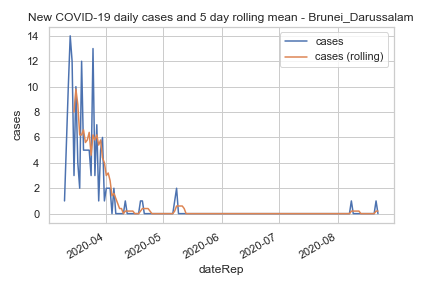 New COVID-19 daily cases and 5 day rolling mean - Brunei_Darussalam
cases
cases (rolling)
14
12
10
8
6
4
2
0
cases
2020-04
2020-05
2020-06
2020-07
2020-08
dateRep